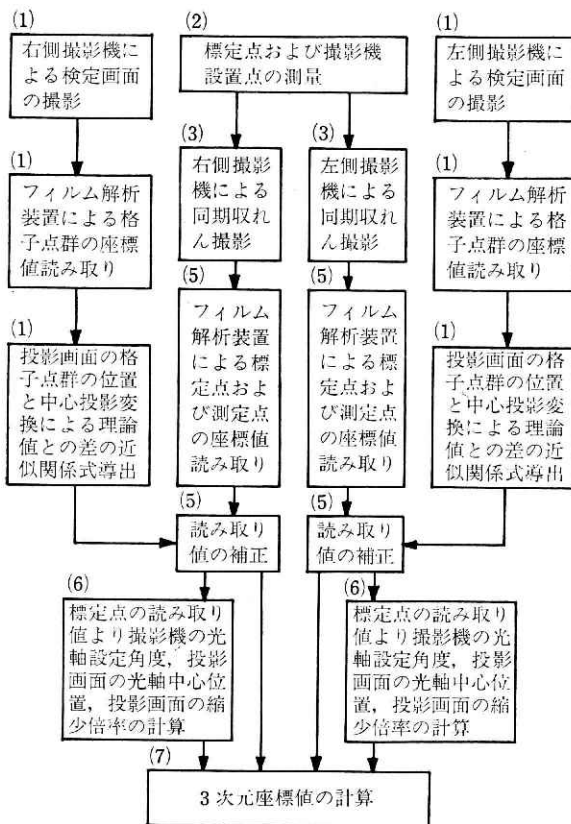 (1)
右側撮影機に
よる検定画面
の撮影
(2)
標定点および撮影機
設置点の測量
(1)
左側撮影機に
よる検定画面
の撮影
(1)
フィルム解析
装置による格
子点群の座標
値読み取り
(3)
右側撮影
機による
同期収れ
ん撮影
(3)
左側撮影
機による
同期収れ
ん撮影
(1)
フィルム解析
装置による格
子点群の座標
値読み取り
(1)
投影画面の格
子点群の位置
と中心投影変
換による理論
値との差の近
似関係式導出
(5)
フィルム
解析装置
による標
定点およ
び測定点
の座標値
読み取り
(5)
フィルム
解析装置
による標
定点およ
び測定点
の座標値
読み取り
(1)
投影画面の格
子点群の位置
と中心投影変
換による理論
値との差の近
似関係式導出
(5)
読み取り
値の補正
(5)
読み取り
値の補正
(6)
標定点の読み取り
値より撮影機の光
軸設定角度，投影
画面の光軸中心位
置，投影画面の縮
少倍率の計算
(6)
標定点の読み取り
値より撮影機の光
軸設定角度，投影
画面の光軸中心位
置，投影画面の縮
少倍率の計算
(7)
3次元座標値の計算